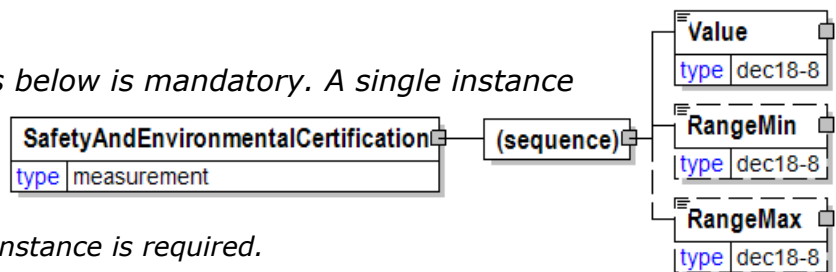 s below is mandatory. A single instance
SafetyAndEnvironmentalCertification
type measurement
(sequence)
Value
type dec18-8
RangeMin
type dec18-8
RangeMax
type dec18-8
nstance is required.